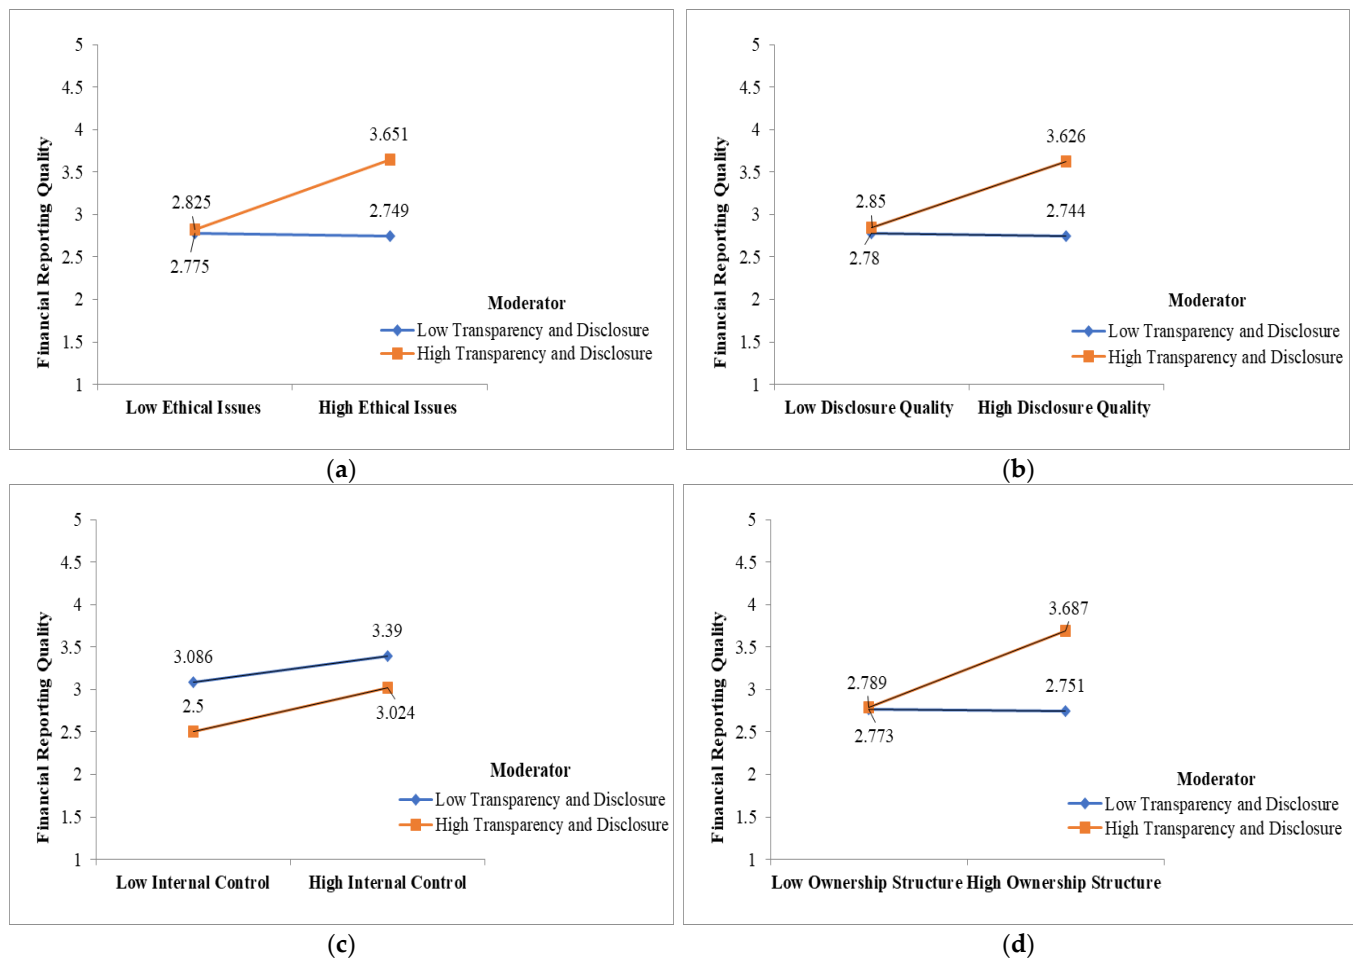 5
4.5
4
3.5
3
2.5
2
1.5
1
Financial Reporting Quality
2.825
2.775
3.651
2.749
Moderator
Low Transparency and Disclosure
High Transparency and Disclosure
Low Ethical Issues
High Ethical Issues
(a)
5
4.5
4
3.5
3
2.5
2
1.5
1
Financial Reporting Quality
2.85
2.78
3.626
2.744
Moderator
Low Transparency and Disclosure
High Transparency and Disclosure
Low Disclosure Quality
High Disclosure Quality
(b)
5
4.5
4
3.5
3
2.5
2
1.5
1
Financial Reporting Quality
3.086
2.5
3.39
3.024
Moderator
Low Transparency and Disclosure
High Transparency and Disclosure
Low Internal Control
High Internal Control
(c)
5
4.5
4
3.5
3
2.5
2
1.5
1
Financial Reporting Quality
2.789
2.773
3.687
2.751
Moderator
Low Transparency and Disclosure
High Transparency and Disclosure
Low Ownership Structure
High Ownership Structure
(d)